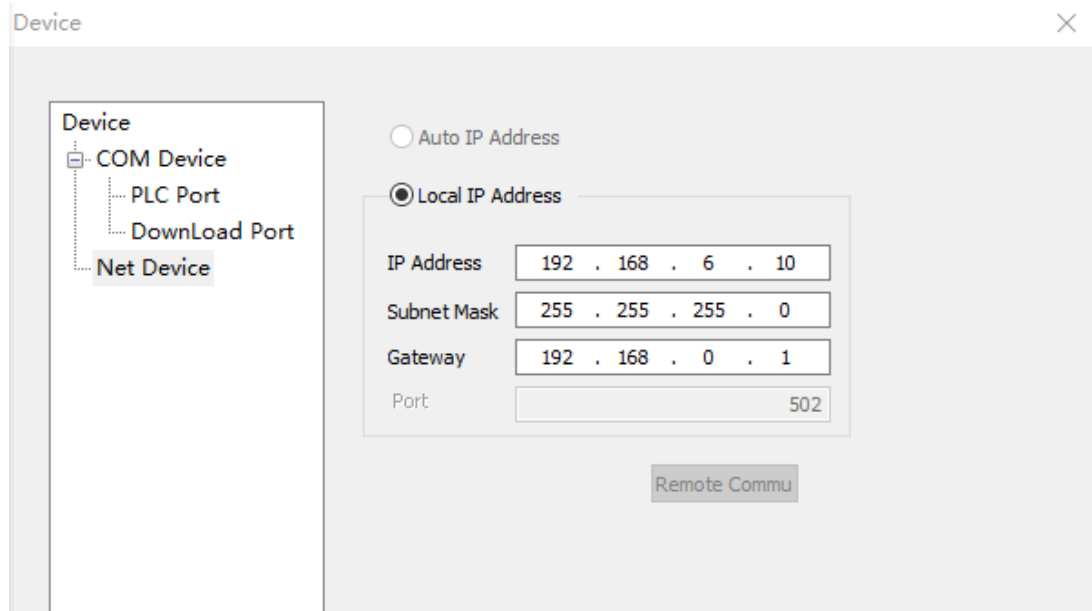 Device
Device
COM Device
PLC Port
DownLoad Port
Net Device
Auto IP Address
Local IP Address
IP Address 192 . 168 . 6 . 10
Subnet Mask 255 . 255 . 255 . 0
Gateway 192 . 168 . 0 . 1
Port 502
Remote Commu